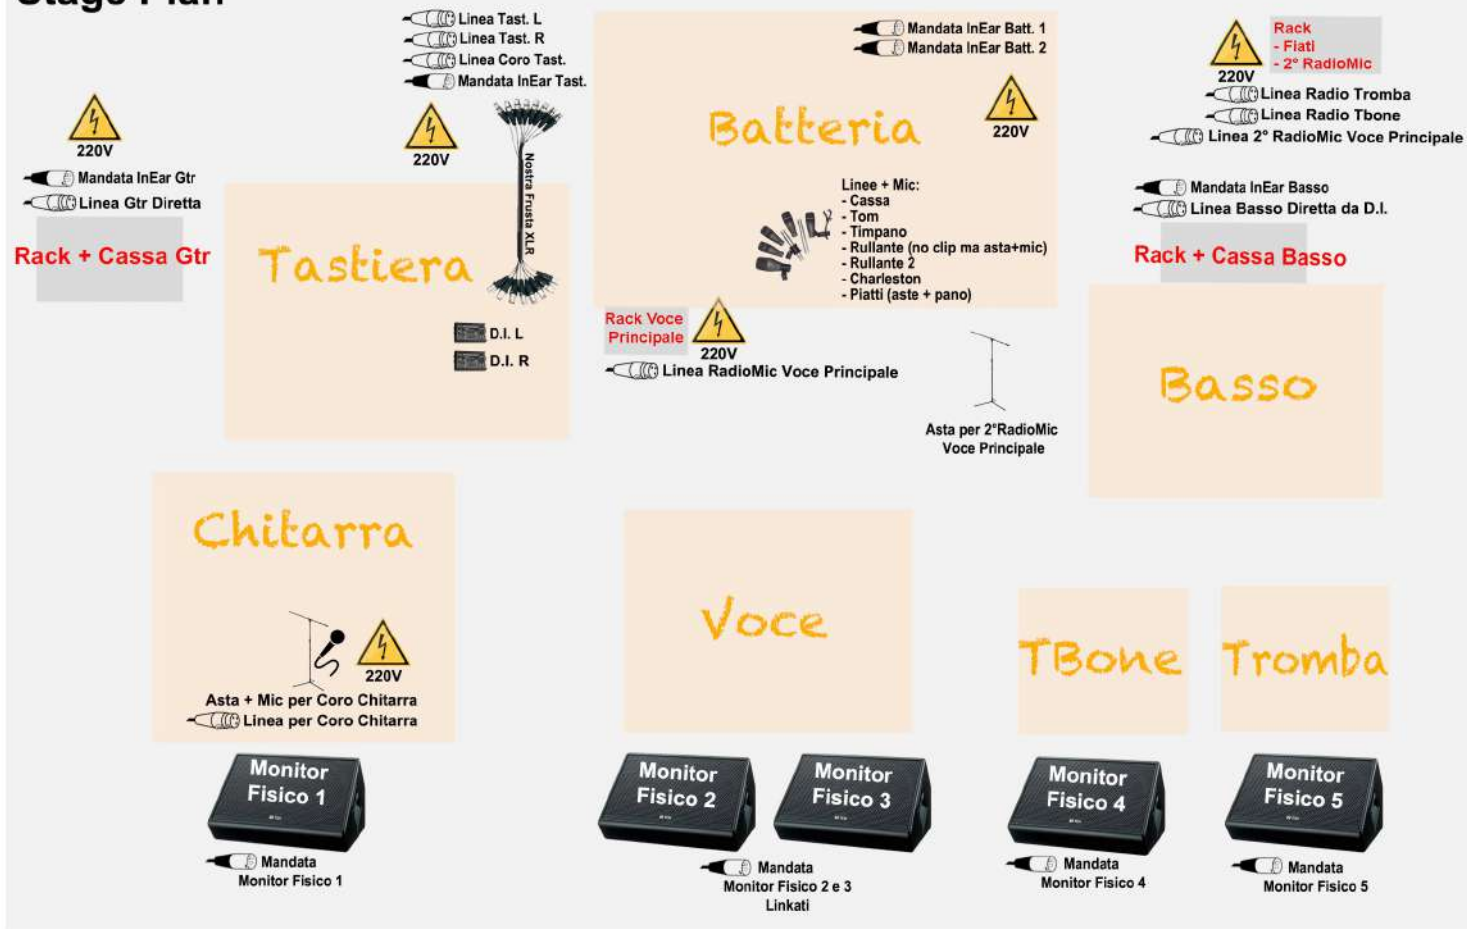 Stage Plan
Linea Tast. L
Linea Tast. R
Linea Coro Tast.
Mandata InEar Tast.
220V
Nostra Frusta XLR
220V
Mandata InEar Gtr
Linea Gtr Diretta
Rack + Cassa Gtr
Tastiera
D.I. L
D.I. R
Mandata InEar Batt. 1
Mandata InEar Batt. 2
Batteria
220V
Linee + Mic:
- Cassa
- Tom
- Timpano
- Rullante (no clip ma asta+mic)
- Rullante 2
- Charleston
- Piatti (aste + pano)
Rack Voce
Principale
220V
Linea RadioMic Voce Principale
Asta per 2°RadioMic
Voce Principale
Rack
- Fiati
- 2° RadioMic
220V
Linea Radio Tromba
Linea Radio Tbone
Linea 2° RadioMic Voce Principale
Mandata InEar Basso
Linea Basso Diretta da D.I.
Rack + Cassa Basso
Basso
Chitarra
220V
Asta + Mic per Coro Chitarra
Linea per Coro Chitarra
Voce
TBone
Tromba
Monitor
Fisico 1
Mandata
Monitor Fisico 1
Monitor
Fisico 2
Monitor
Fisico 3
Mandata
Monitor Fisico 2 e 3
Linkati
Monitor
Fisico 4
Mandata
Monitor Fisico 4
Monitor
Fisico 5
Mandata
Monitor Fisico 5